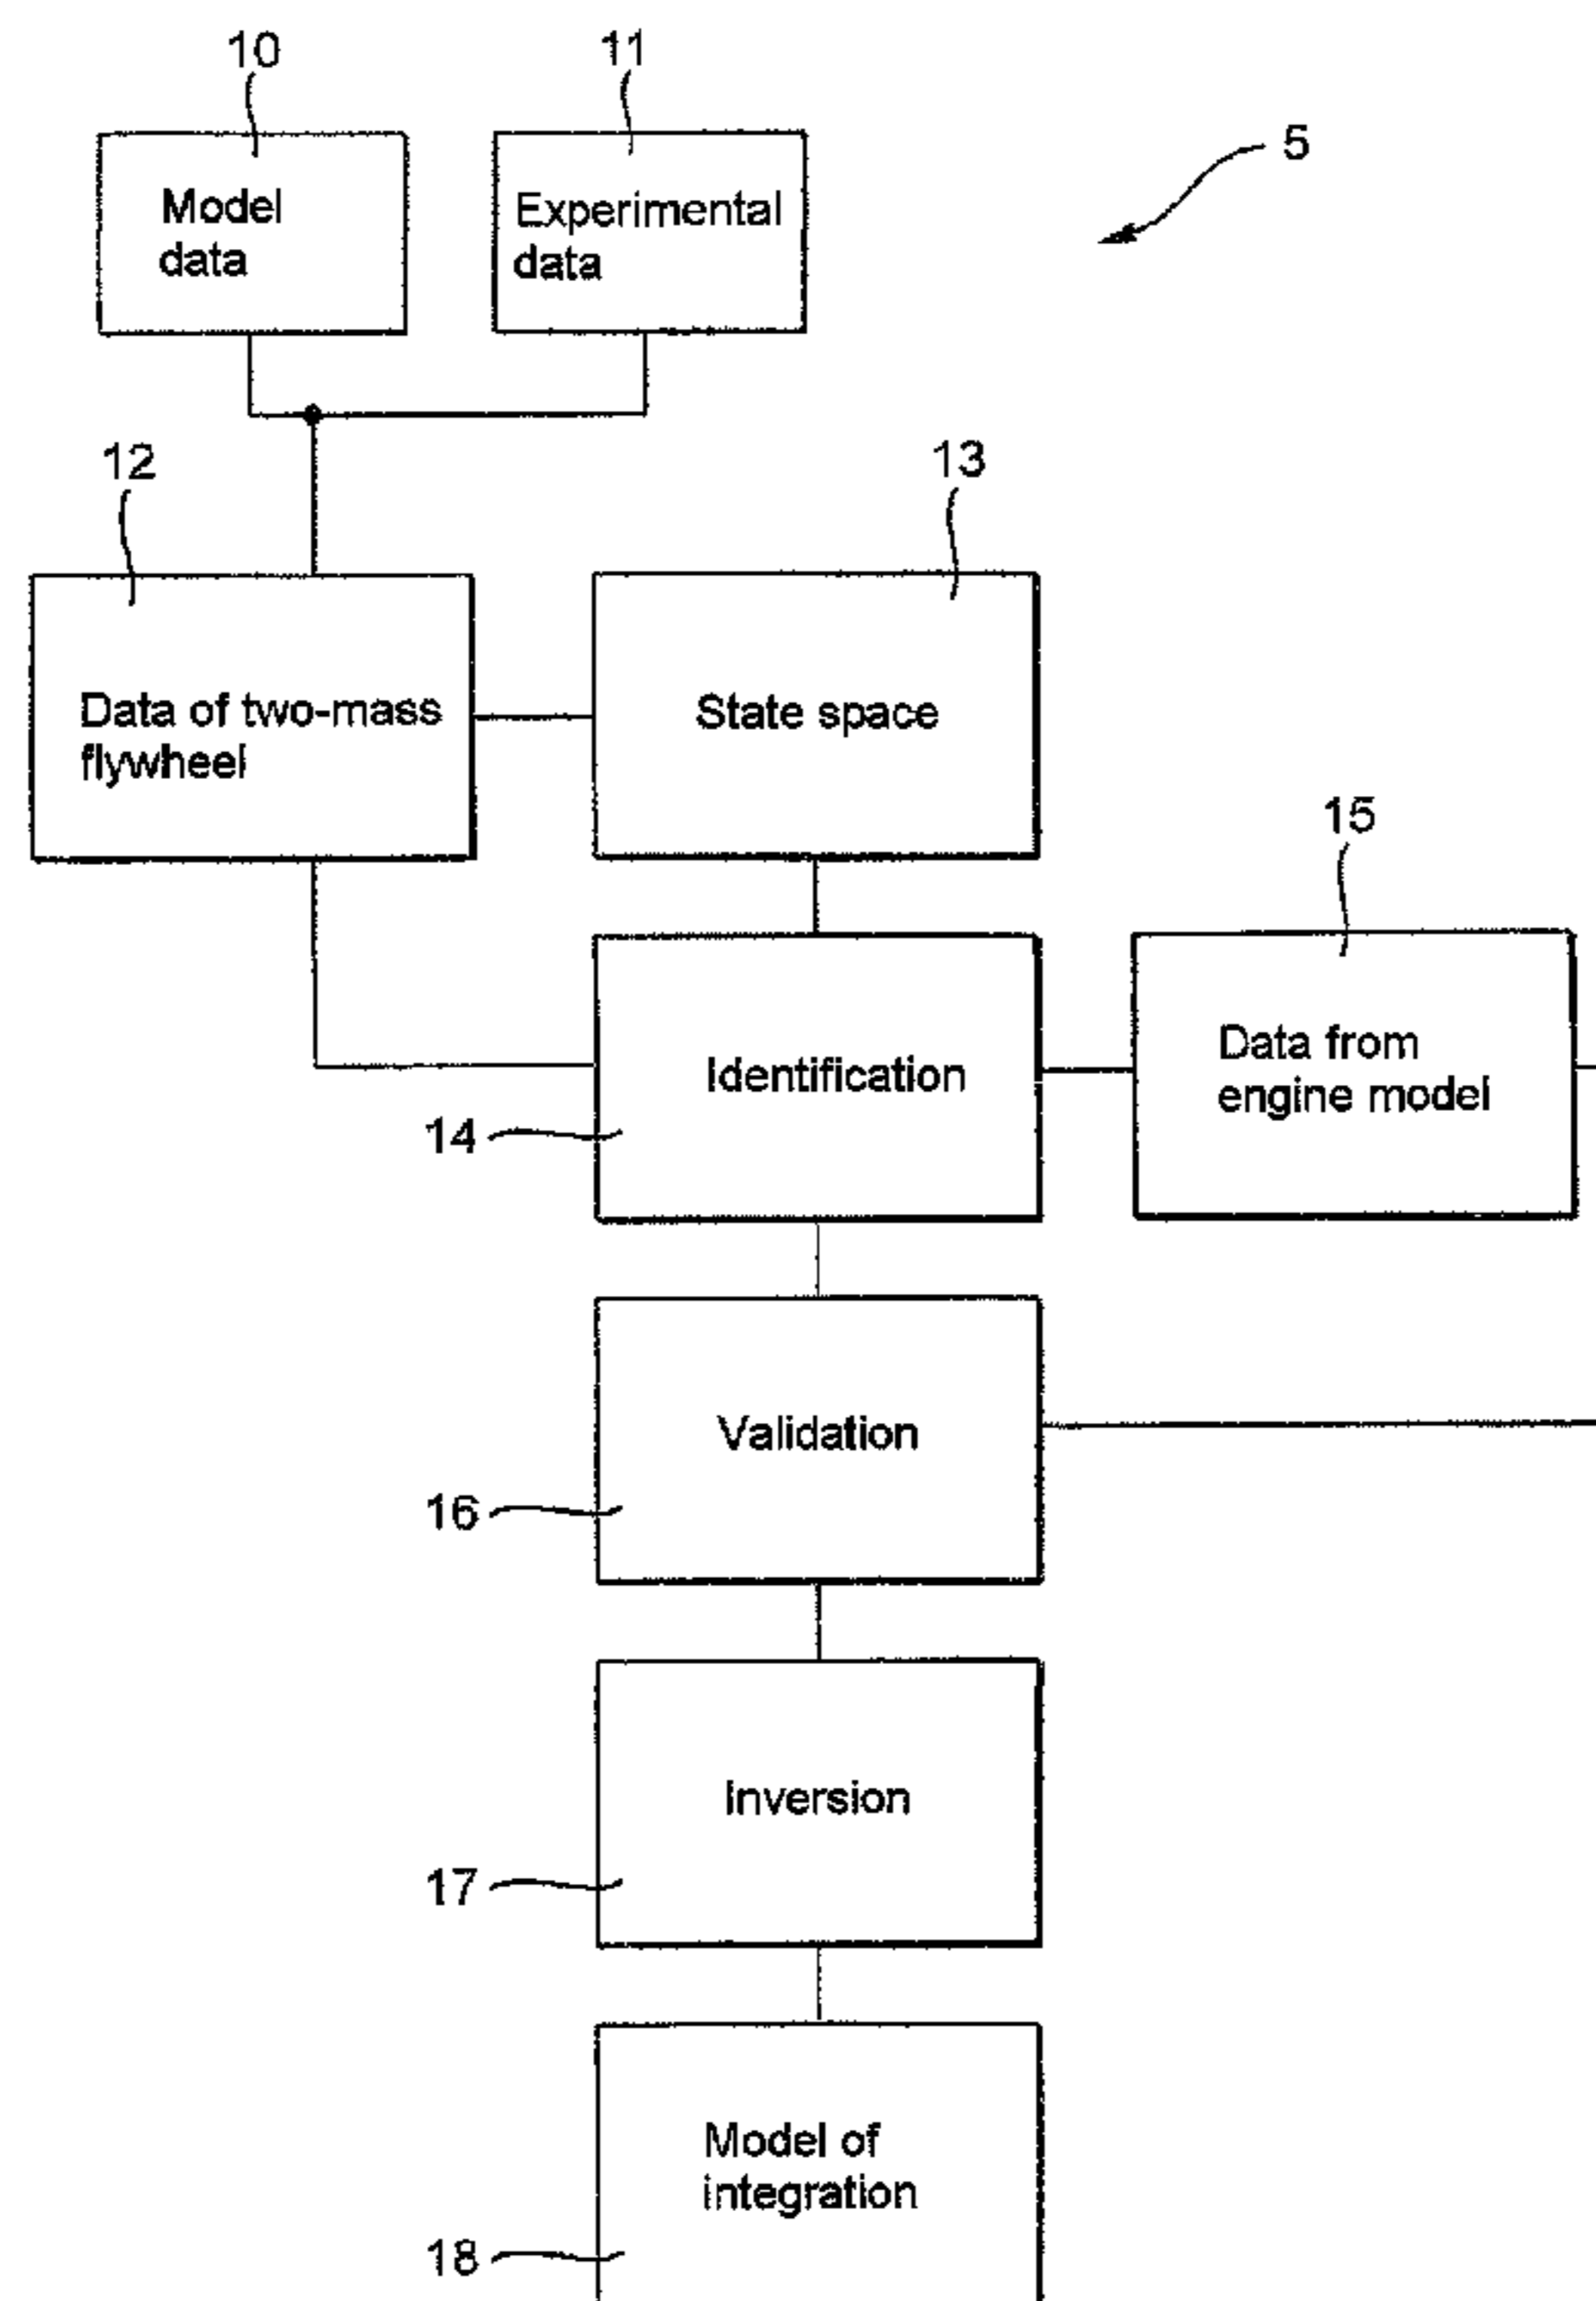 10
11
5
Model
data
Experimental
data
12
13
Data of two-mass
flywheel
State space
15
Identification
Data from
engine model
14
Validation
16
Inversion
17
Model of
integration
18